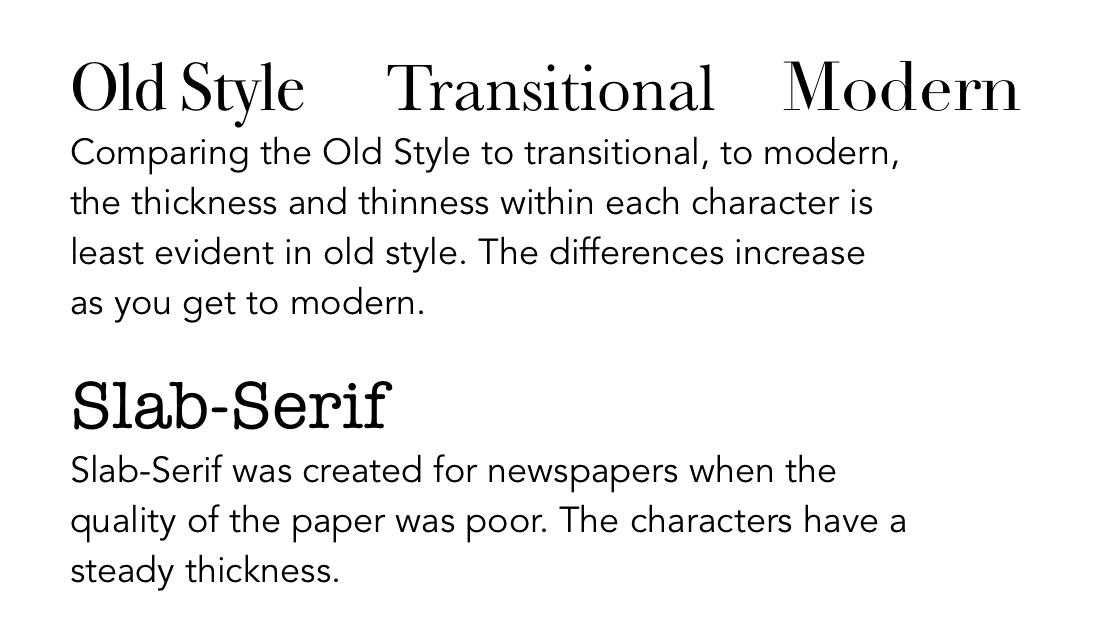 Old Style Transitional Modern
Comparing the Old Style to transitional, to modern,
the thickness and thinness within each character is
least evident in old style. The differences increase
as you get to modern.
Slab-Serif
Slab-Serif was created for newspapers when the
quality of the paper was poor. The characters have a
steady thickness.